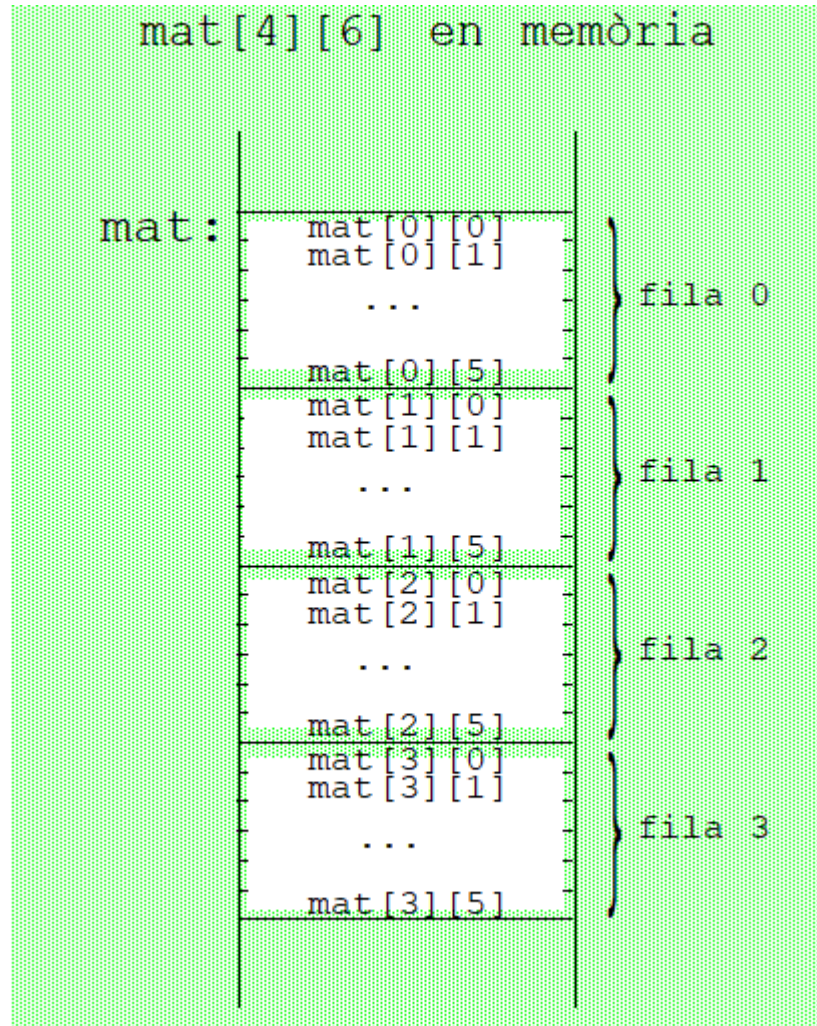 mat[4][6] en memòria
mat:
mat[0][0]
mat[0][1]
...
fila 0
mat[0][5]
mat[1][0]
mat[1][1]
...
fila 1
mat[1][5]
mat[2][0]
mat[2][1]
...
fila 2
mat[2][5]
mat[3][0]
mat[3][1]
...
fila 3
mat[3][5]